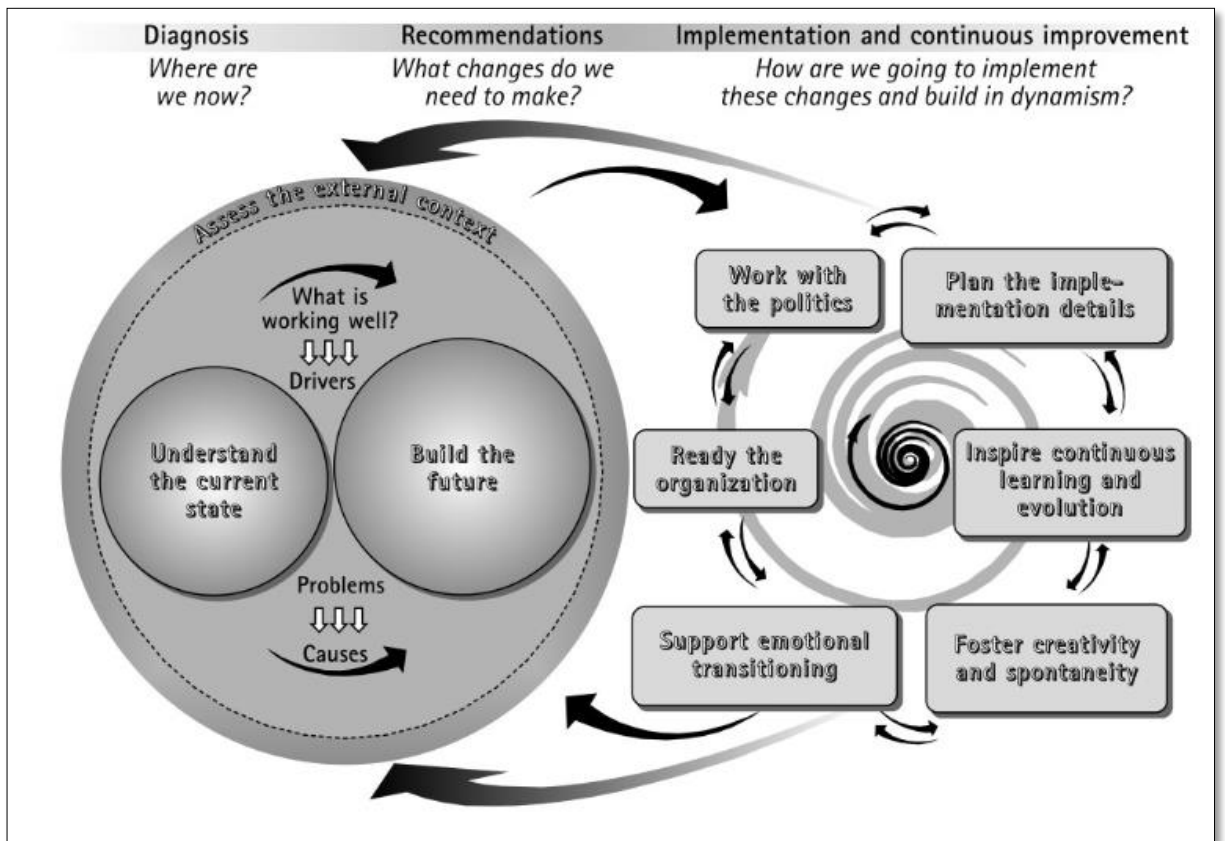 Diagnosis
Where are
we now?
Recommendations
What changes do we
need to make?
Implementation and continuous improvement
How are we going to implement
these changes and build in dynamism?
Assess the external context
What is
working well?
Drivers
Understand
the current
state
Build the
future
Problems
Causes
Work with
the politics
Plan the imple-
mentation details
Ready the
organization
Inspire continuous
learning and
evolution
Support emotional
transitioning
Foster creativity
and spontaneity